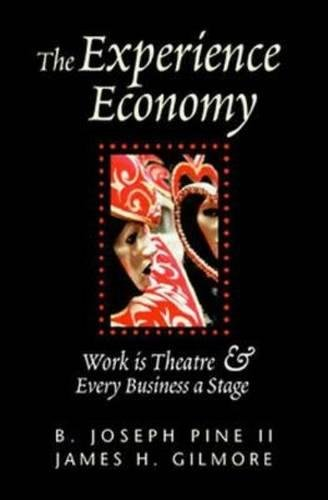 The Experience
Economy
Work is Theatre &
Every Business a Stage
B. JOSEPH PINE II
JAMES H. GILMORE